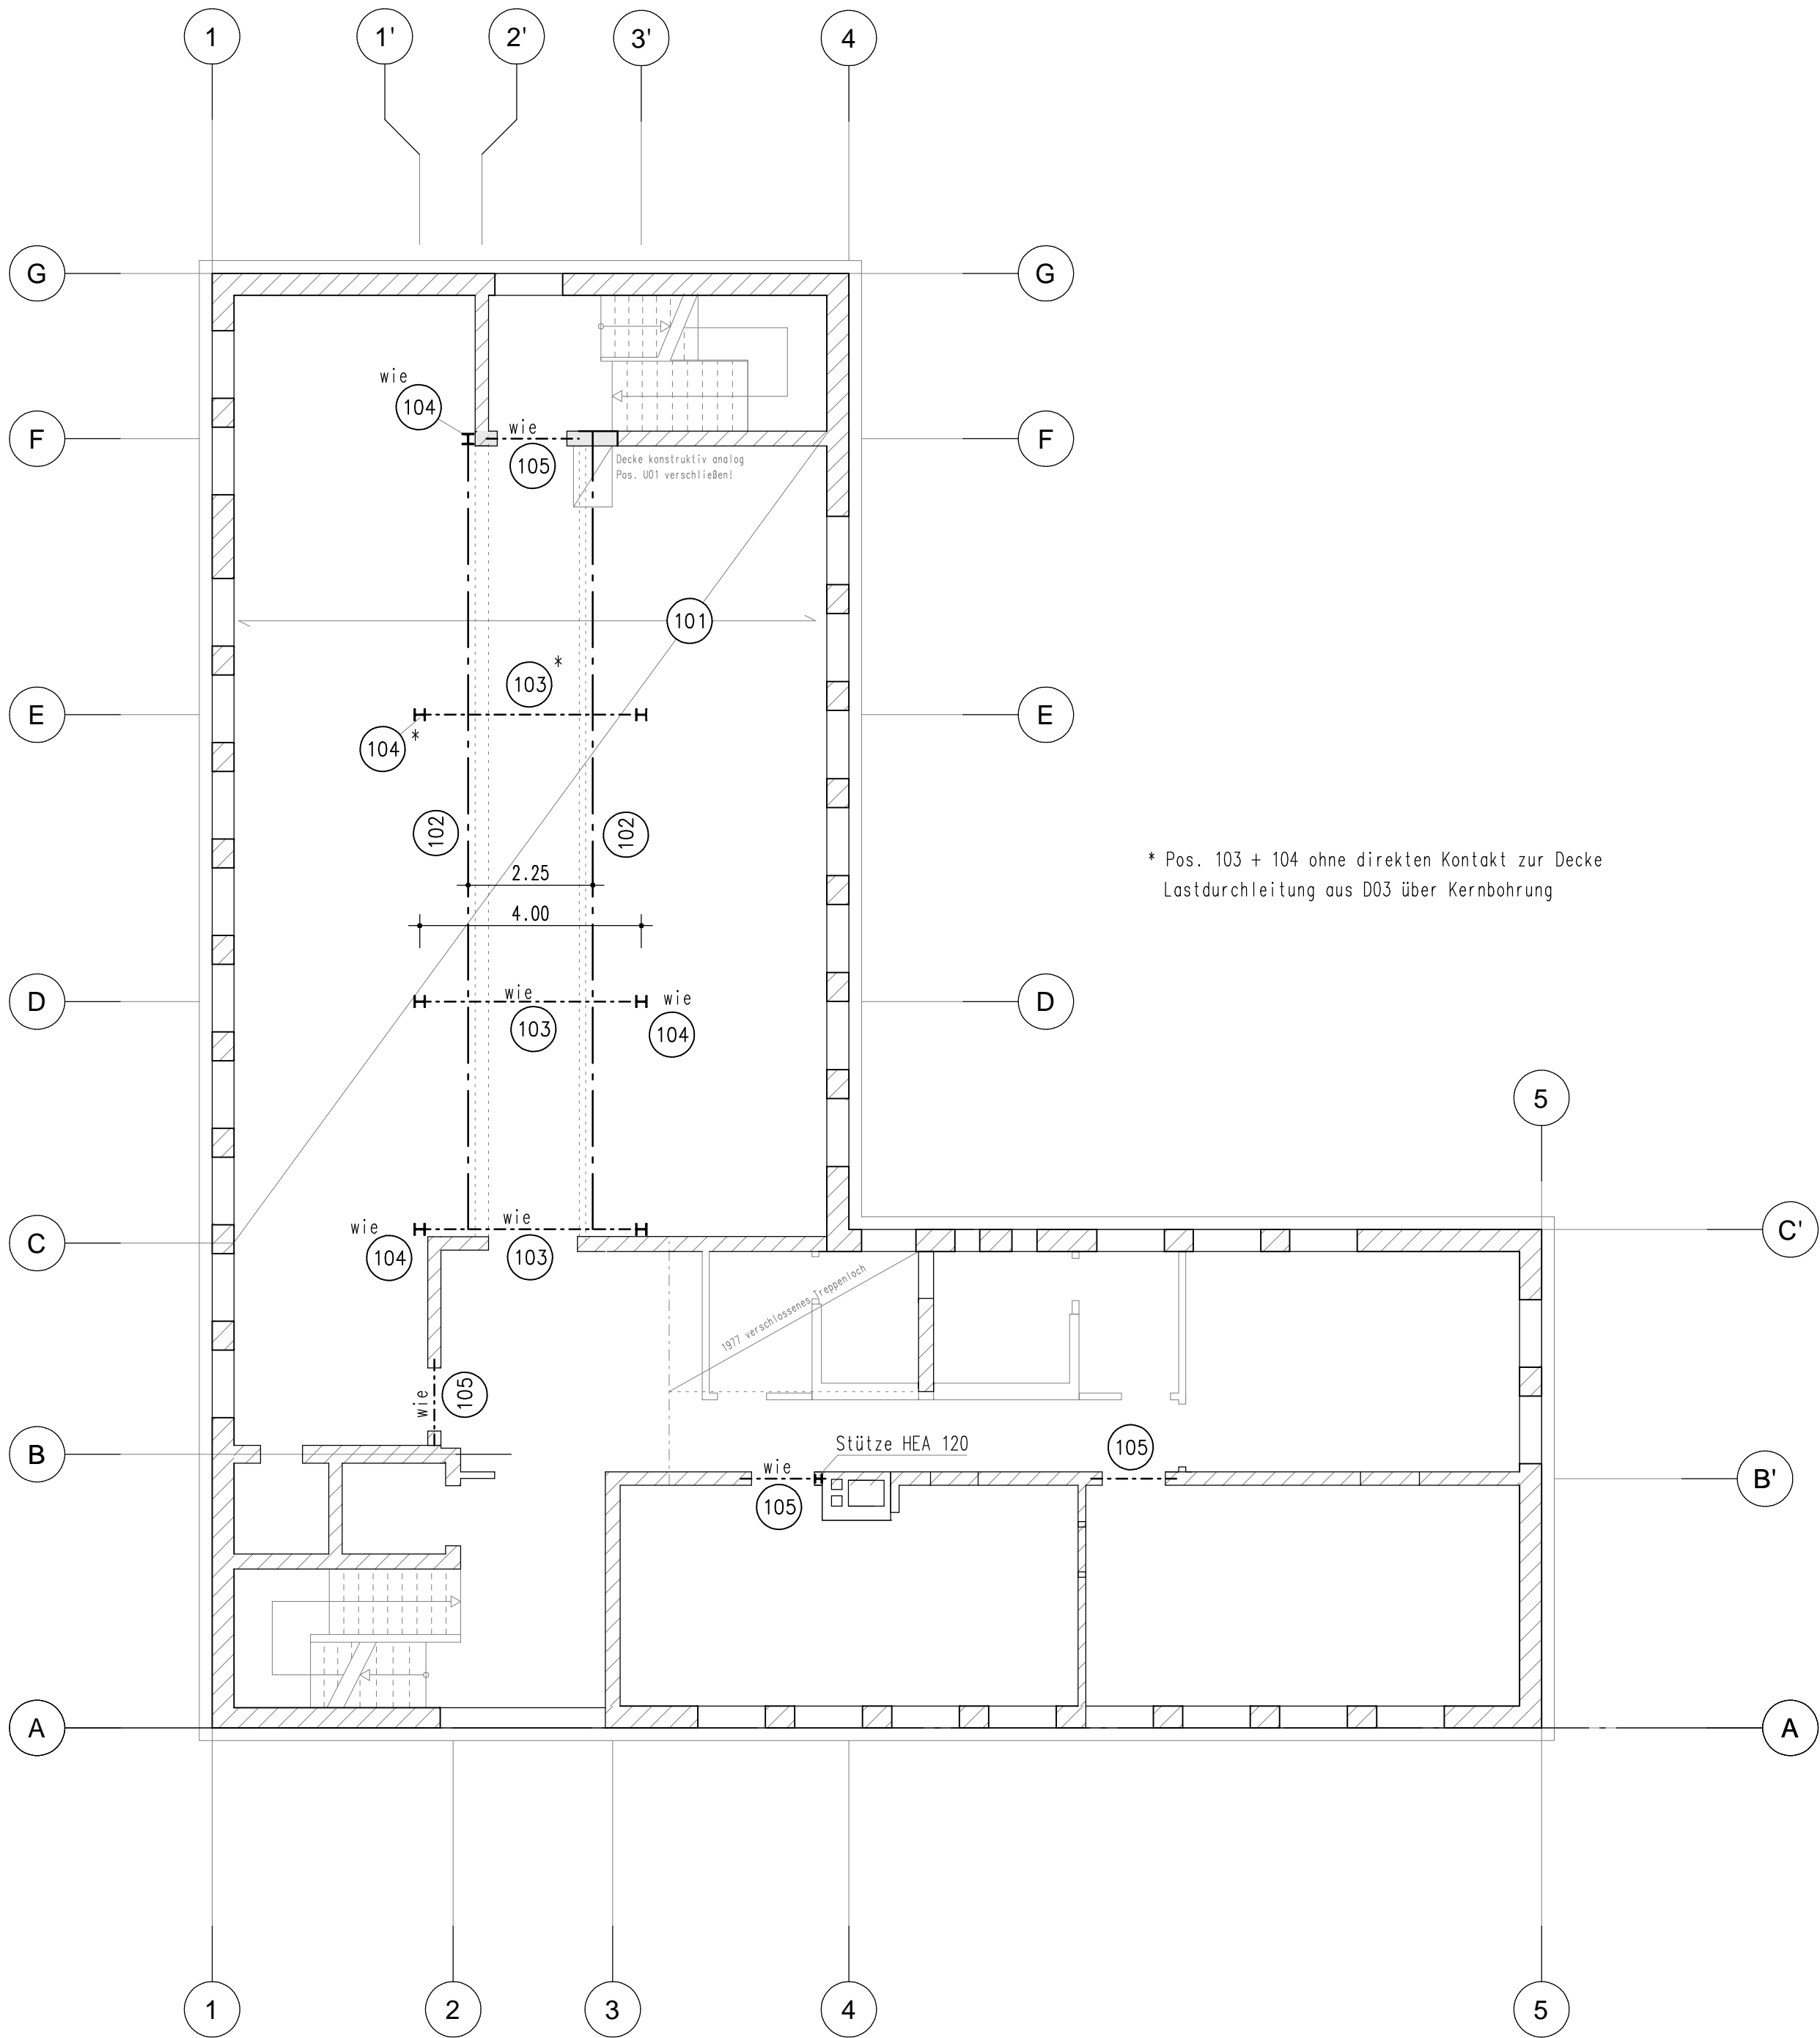 1
1'
2'
3'
4
G
G
wie
104
F
wie
105
F
Decke konstruktiv analog
Pos. U01 verschließen!
101
103 *
E
104 *
E
102
102
2.25
4.00
* Pos. 103 + 104 ohne direkten Kontakt zur Decke
Lastdurchleitung aus D03 über Kernbohrung
D
wie
103
wie
104
D
5
C
wie
104
wie
103
C'
1977 verschlossenes Treppenloch
wie
105
B
Stütze HEA 120
wie
105
105
B'
A
A
1
2
3
4
5